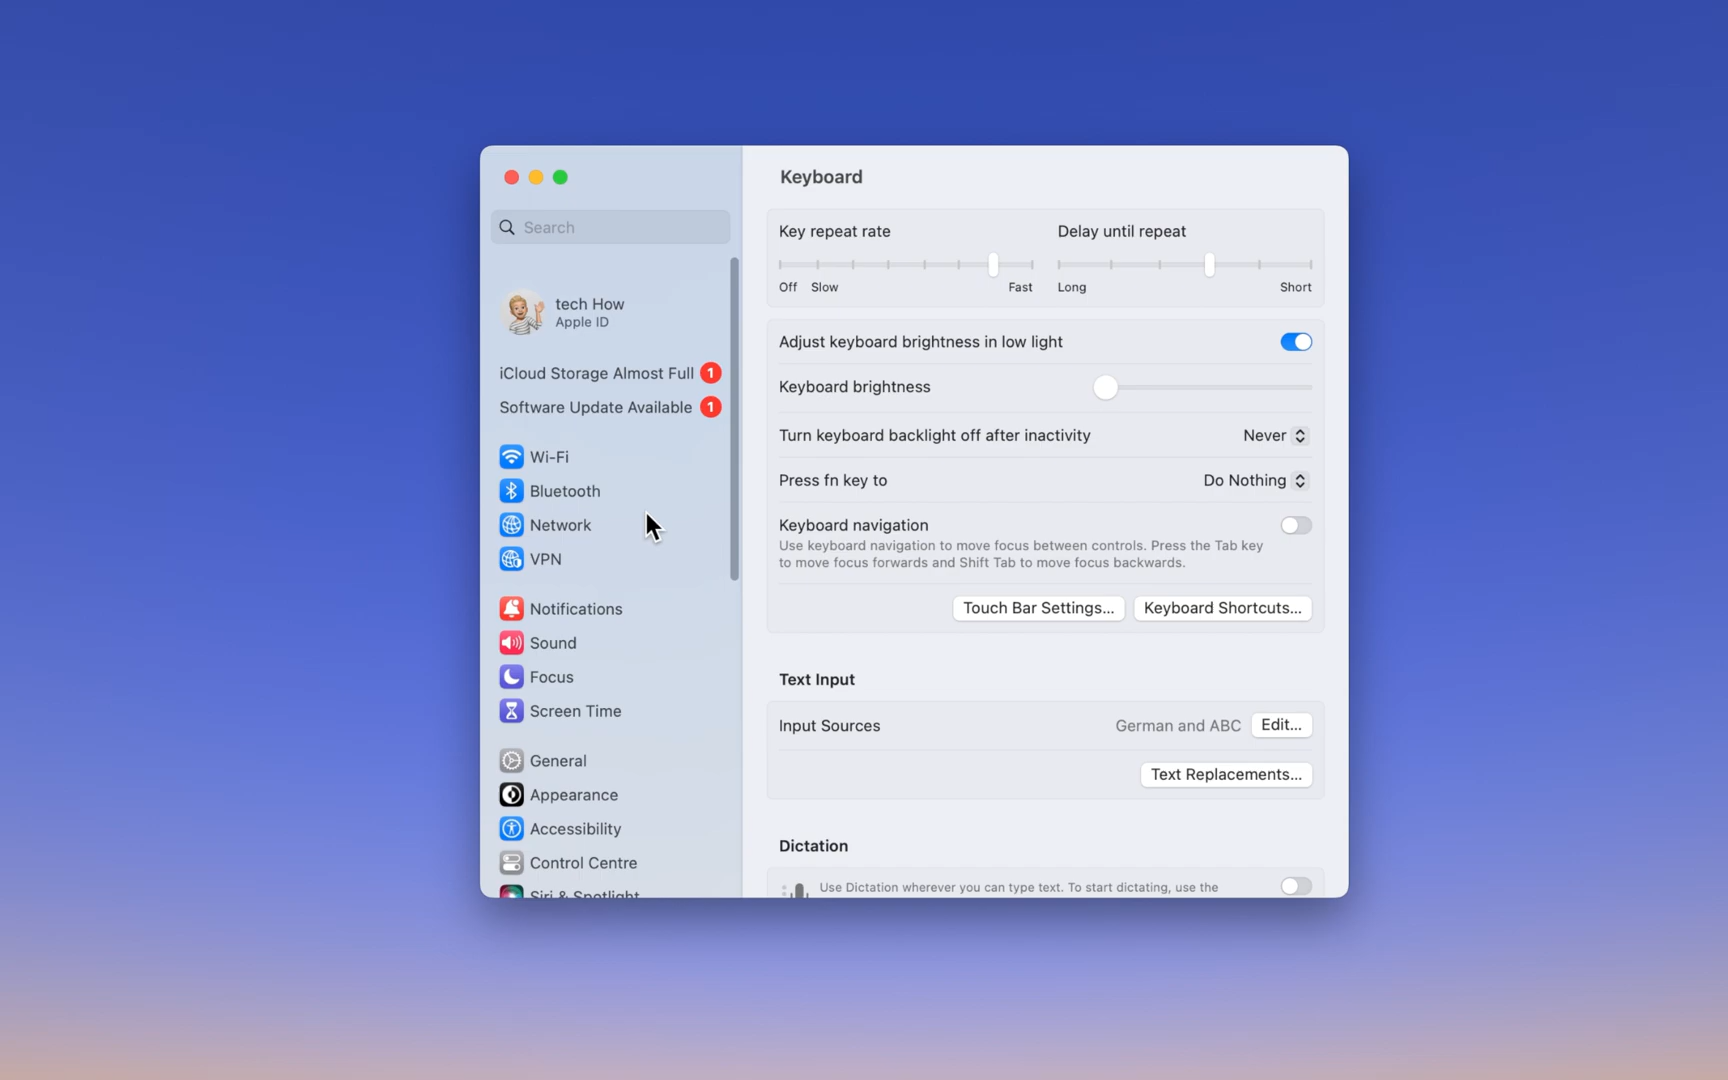 Search
tech How
Apple ID
iCloud Storage Almost Full 1
Software Update Available 1
Wi-Fi
Bluetooth
Network
VPN
Notifications
Sound
Focus
Screen Time
General
Appearance
Accessibility
Control Centre
Siri & Spotlight
Keyboard
Key repeat rate
Delay until repeat
Off Slow Fast
Long Short
Adjust keyboard brightness in low light
Keyboard brightness
Turn keyboard backlight off after inactivity Never
Press fn key to Do Nothing
Keyboard navigation
Use keyboard navigation to move focus between controls. Press the Tab key
to move focus forwards and Shift Tab to move focus backwards.
Touch Bar Settings... Keyboard Shortcuts...
Text Input
Input Sources German and ABC Edit...
Text Replacements...
Dictation
Use Dictation wherever you can type text. To start dictating, use the